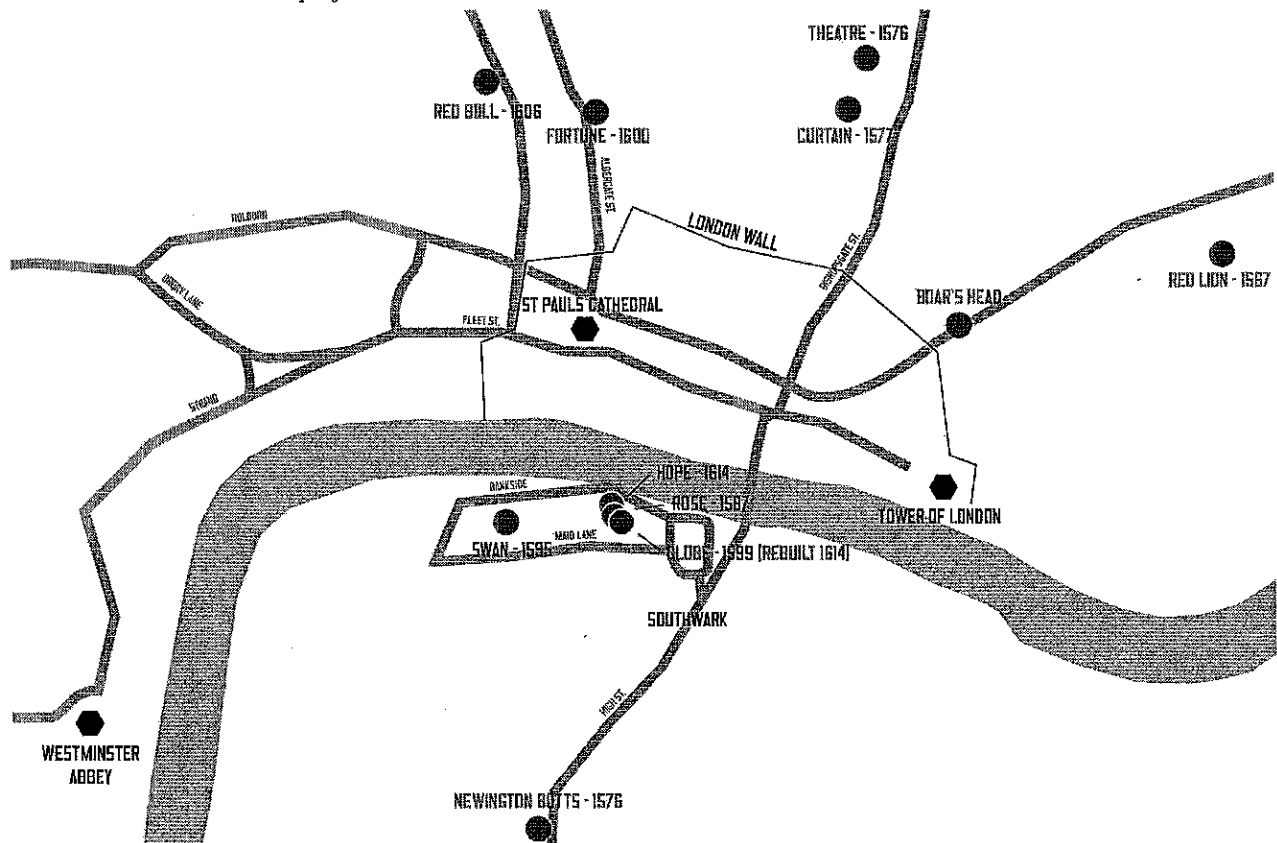 THEATRE - 1576
RED BULL - 1606
FORTUNE - 1600
CURTAIN - 1577
ALDERGATE ST.
HOLBORN
LONDON WALL
BISHOPSGATE ST.
RED LION - 1567
DRURY LANE
BOAR'S HEAD
ST PAULS CATHEDRAL
FLEET ST.
STRAND
HOPE - 1614
BANKSIDE
ROSE - 1587
TOWER OF LONDON
SWAN - 1595
MAID LANE
GLOBE - 1599 (REBUILT 1614)
SOUTHWARK
HIGH ST.
WESTMINSTER
ABBEY
NEWINGTON BUTTS - 1576